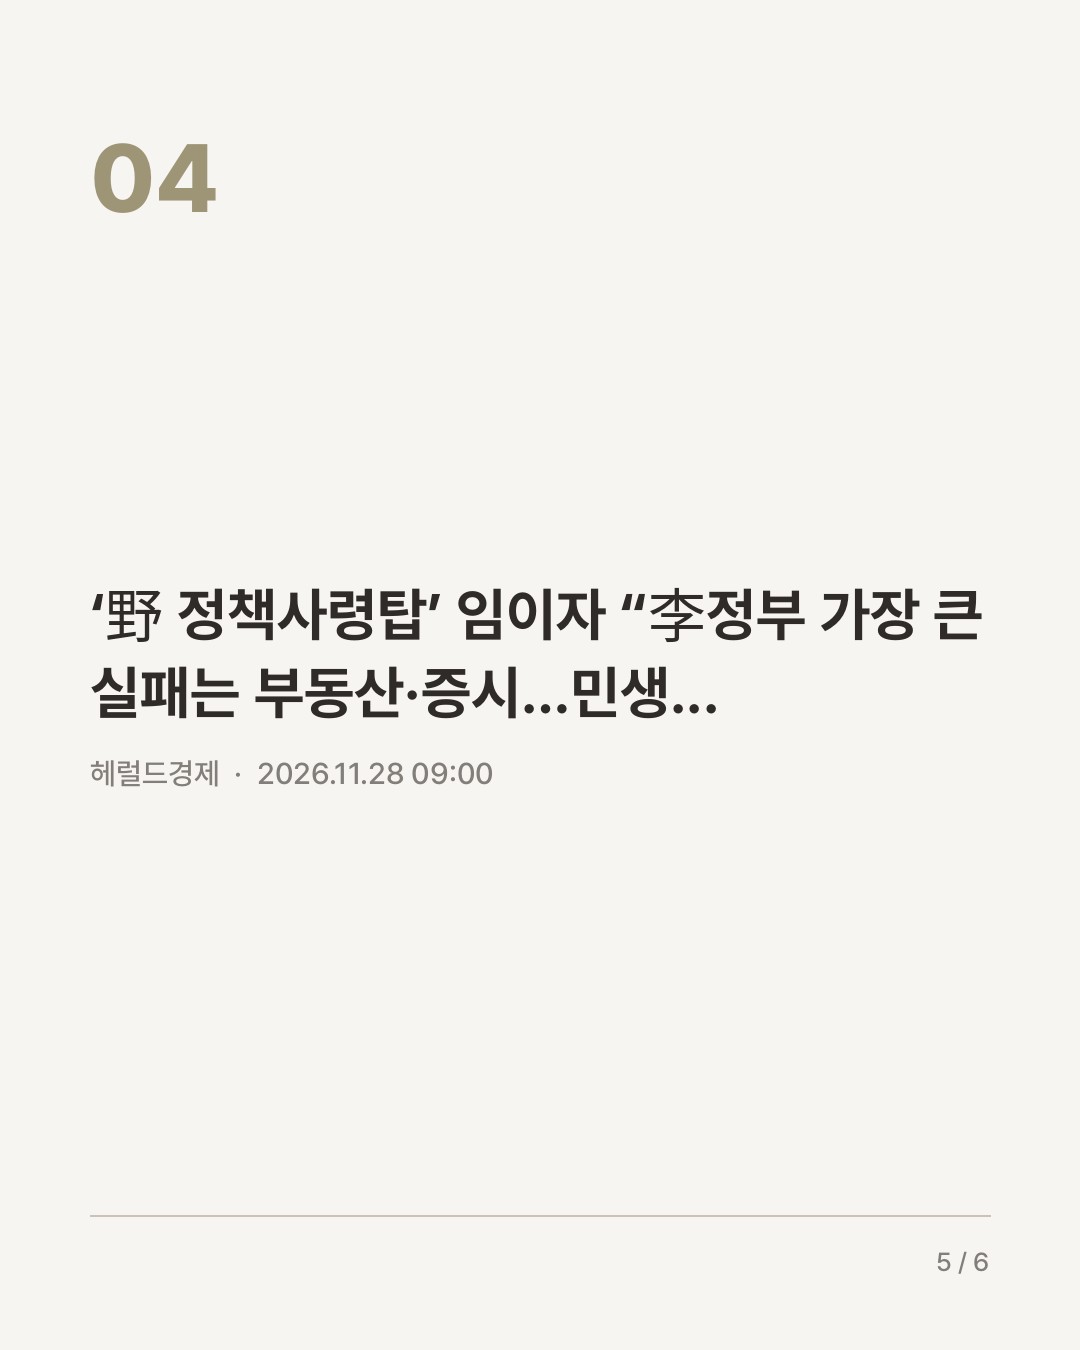 04
‘野 정책사령탑’ 임이자 “李정부 가장 큰
실패는 부동산·증시…민생…
헤럴드경제 · 2026.11.28 09:00
5 / 6